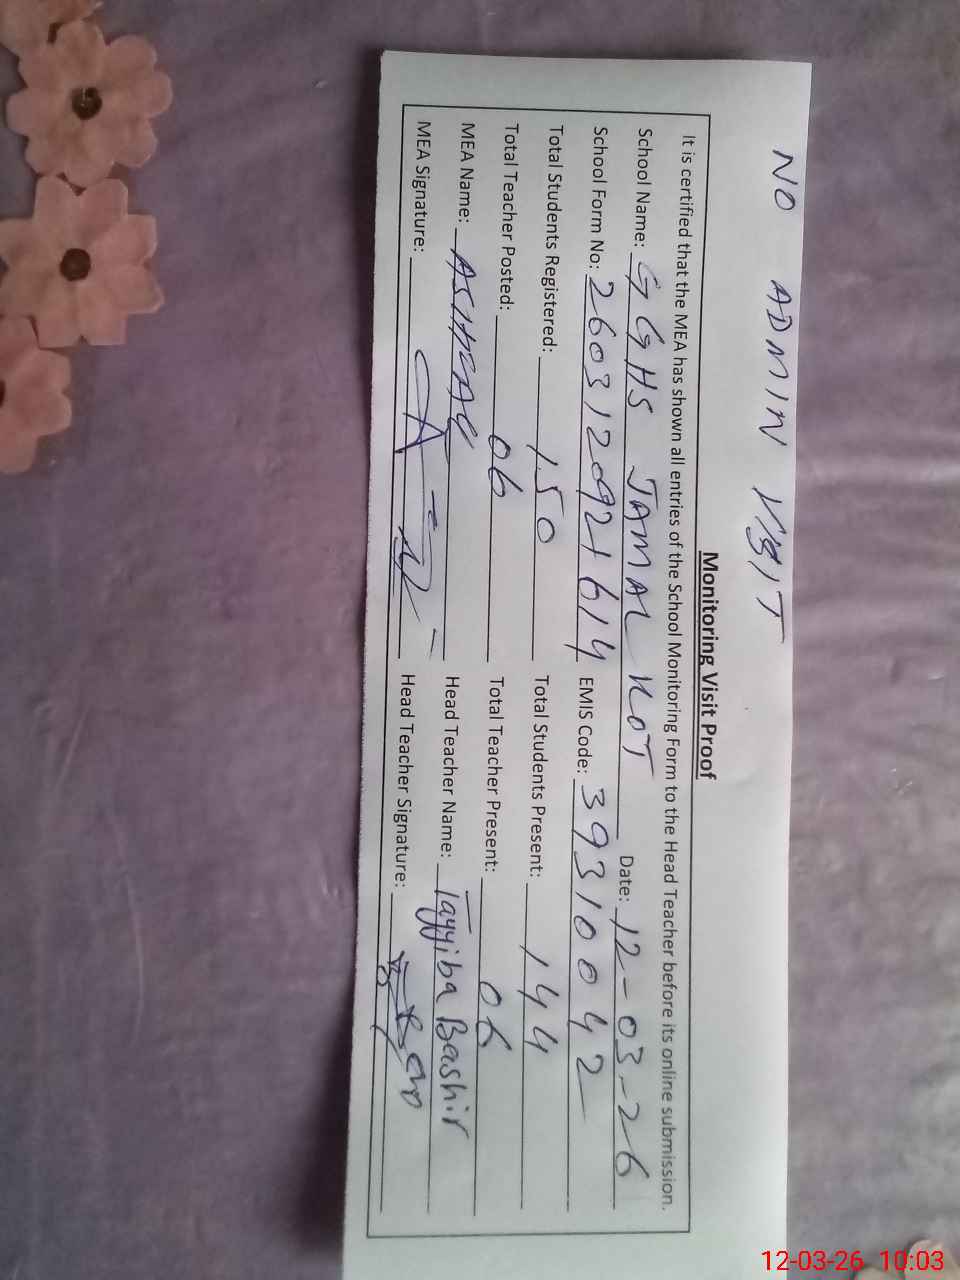 NO ADMIN VISIT
Monitoring Visit Proof
It is certified that the MEA has shown all entries of the School Monitoring Form to the Head Teacher before its online submission.
School Name: GGHS JAMAL KOT Date: 12-03-26
School Form No: 2603120921614 EMIS Code: 39310042
Total Students Registered: 150 Total Students Present: 144
Total Teacher Posted: 06 Total Teacher Present: 06
MEA Name: Head Teacher Name: Tayyiba Bashir
MEA Signature: Head Teacher Signature:
12-03-26 10:03